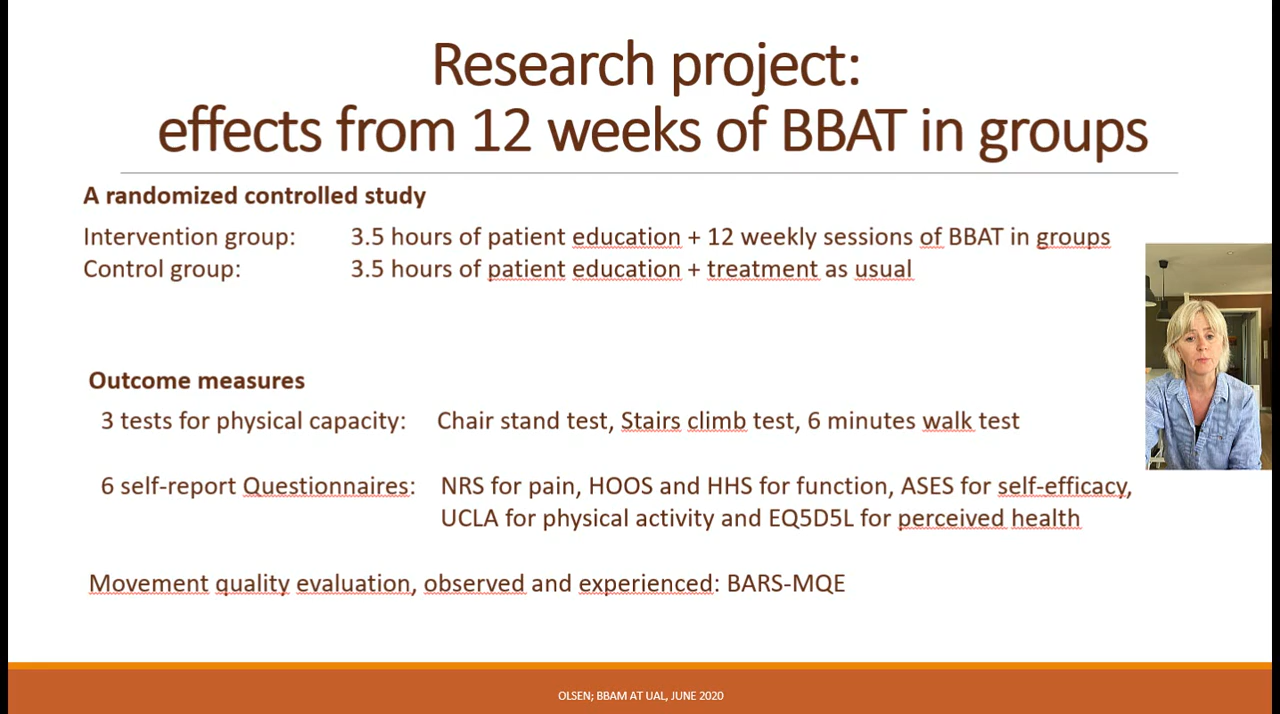 Research project:
effects from 12 weeks of BBAT in groups
A randomized controlled study
Intervention group: 3.5 hours of patient education + 12 weekly sessions of BBAT in groups
Control group: 3.5 hours of patient education + treatment as usual
Outcome measures
3 tests for physical capacity: Chair stand test, Stairs climb test, 6 minutes walk test
6 self-report Questionnaires: NRS for pain, HOOS and HHS for function, ASES for self-efficacy,
UCLA for physical activity and EQ5D5L for perceived health
Movement quality evaluation, observed and experienced: BARS-MQE
OLSEN; BBAM AT UAL, JUNE 2020